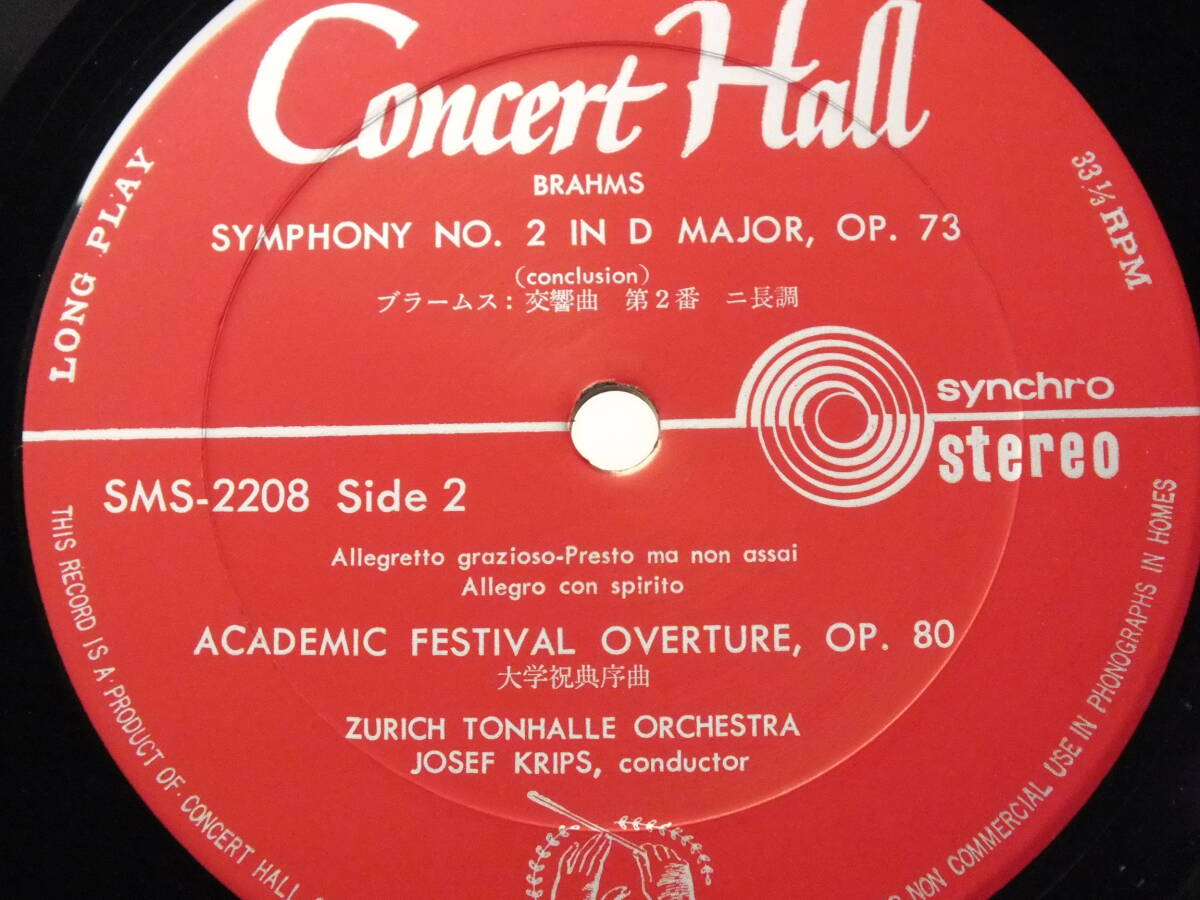 Concert Hall
BRAHMS
SYMPHONY NO. 2 IN D MAJOR, OP. 73
(conclusion)
ブラームス: 交響曲 第2番 ニ長調
LONG PLAY
33⅓ RPM
synchro
stereo
SMS-2208 Side 2
Allegretto grazioso-Presto ma non assai
Allegro con spirito
ACADEMIC FESTIVAL OVERTURE, OP. 80
大学祝典序曲
ZURICH TONHALLE ORCHESTRA
JOSEF KRIPS, conductor
THIS RECORD IS A PRODUCT OF CONCERT HALL
NON COMMERCIAL USE IN PHONOGRAPHS IN HOMES